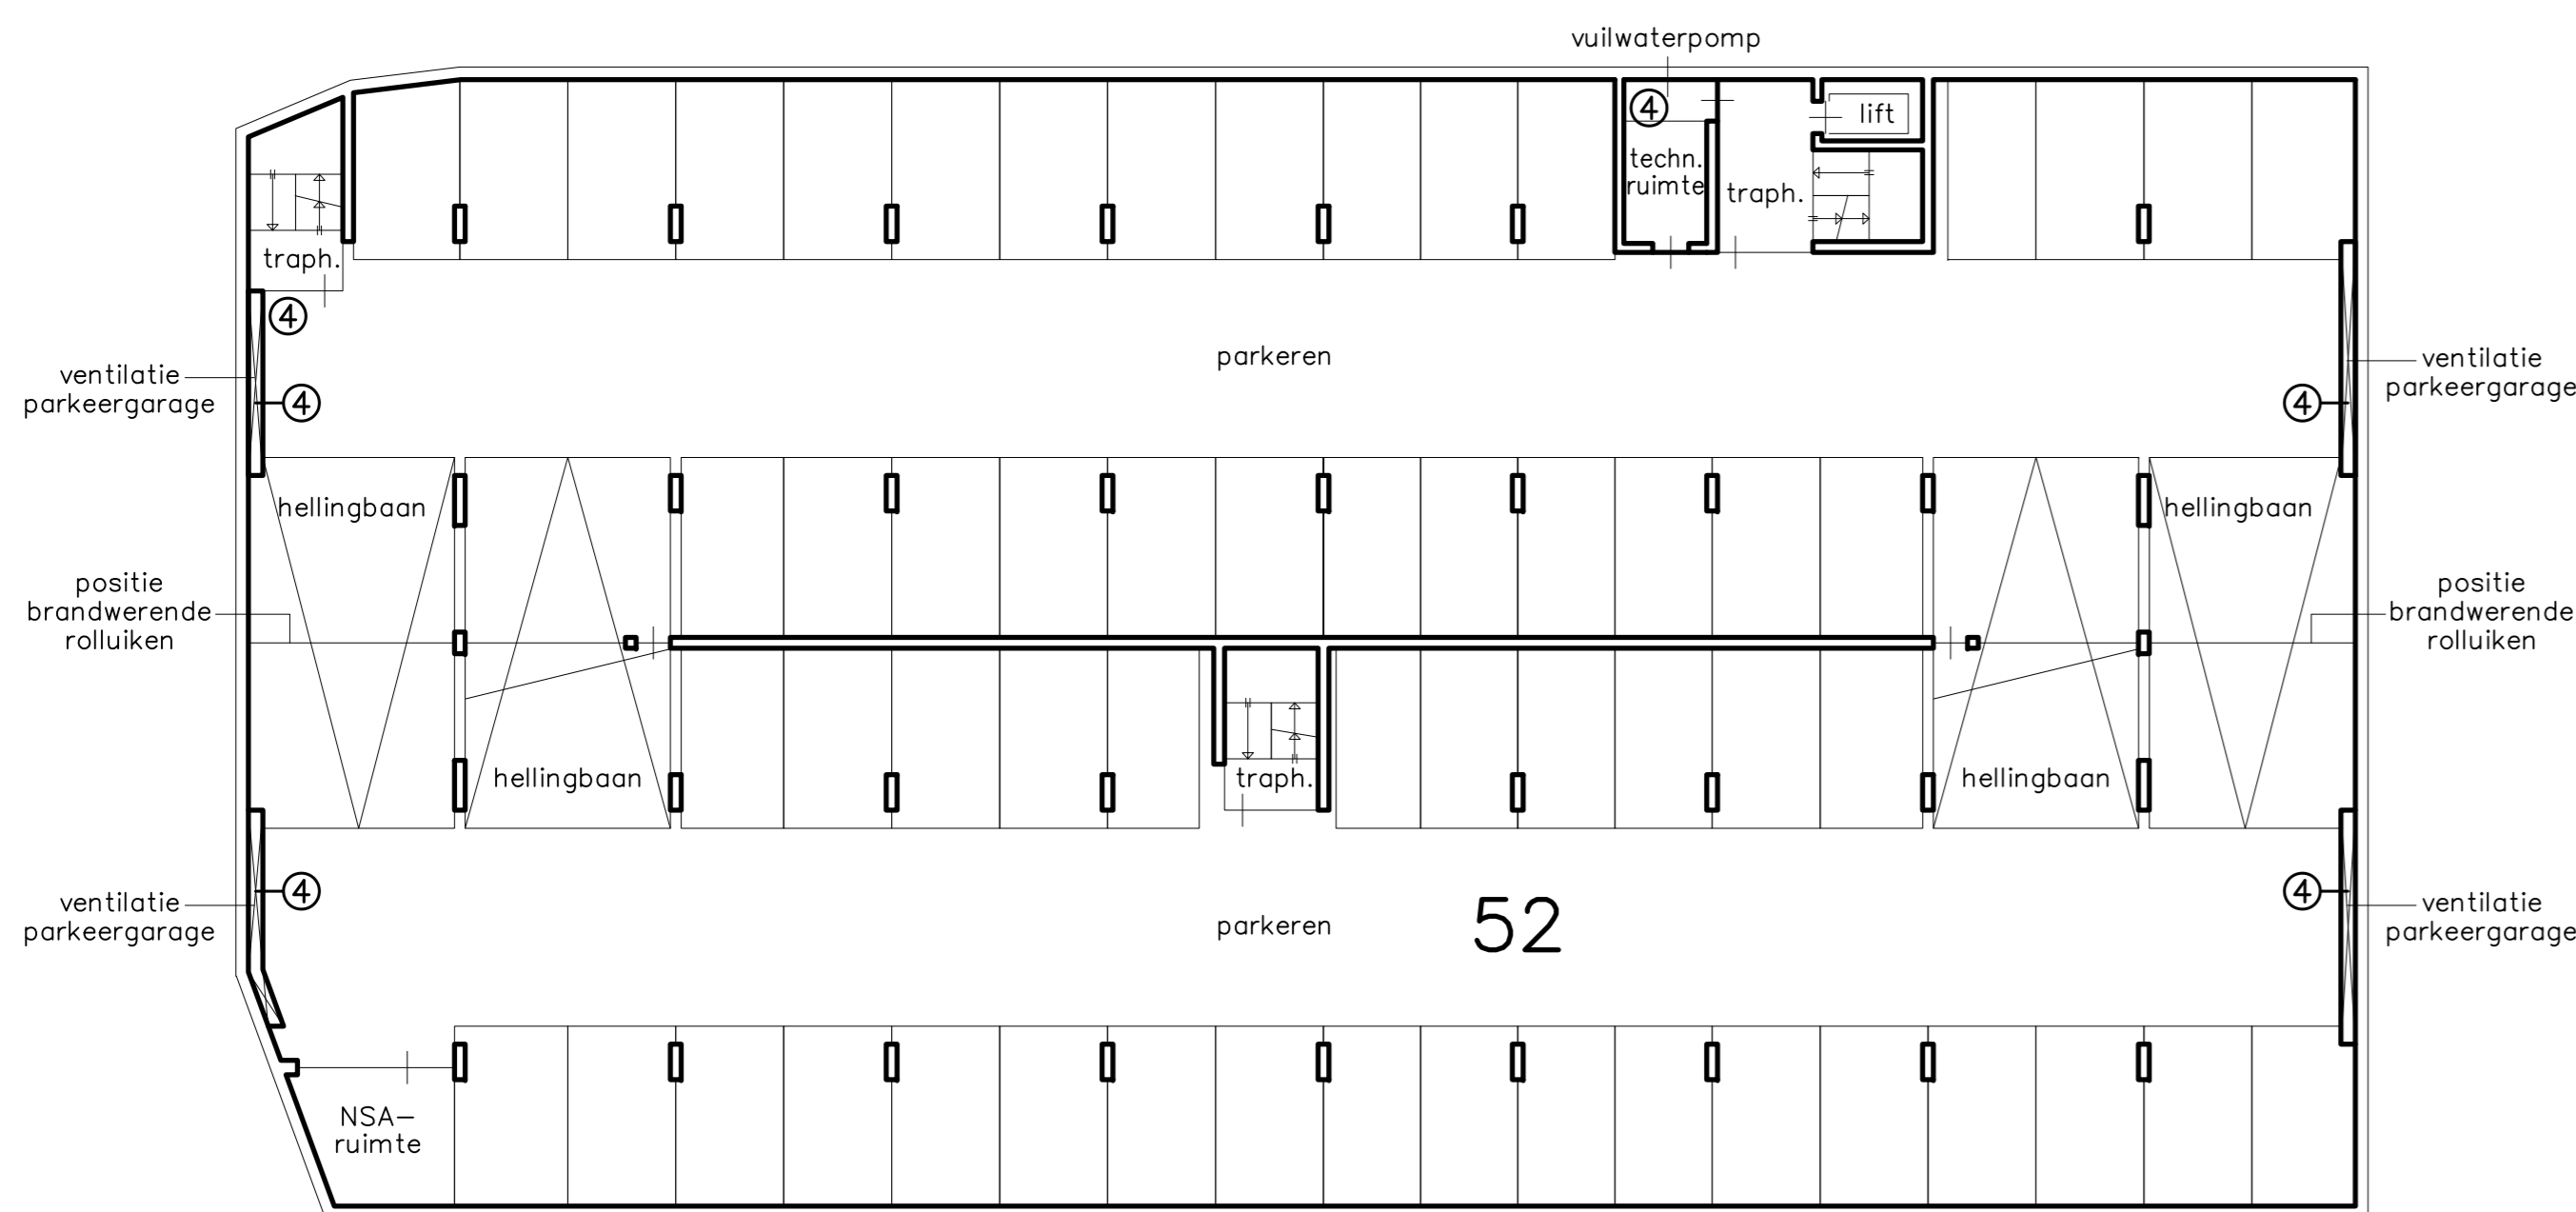 vuilwaterpomp
4
lift
techn.
ruimte
traph.
traph.
4
parkeren
ventilatie
parkeergarage
4
ventilatie
parkeergarage
4
hellingbaan
hellingbaan
positie
brandwerende
rolluiken
positie
brandwerende
rolluiken
hellingbaan
traph.
hellingbaan
ventilatie
parkeergarage
4
parkeren
52
4
ventilatie
parkeergarage
NSA-
ruimte